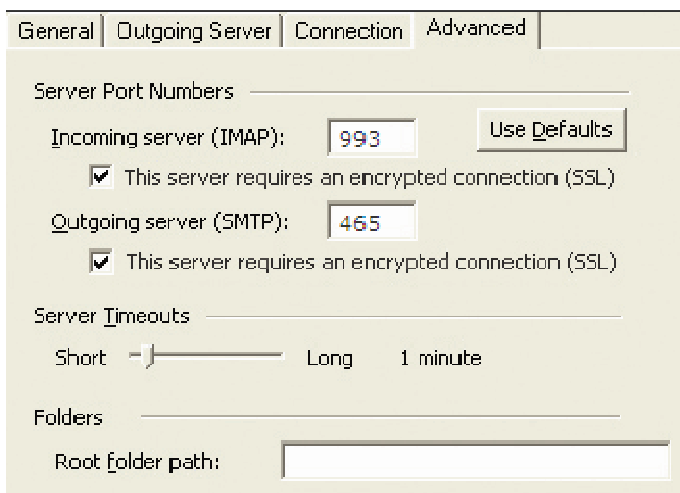 General Outgoing Server Connection Advanced
Server Port Numbers
Incoming server (IMAP): 993 Use Defaults
This server requires an encrypted connection (SSL)
Outgoing server (SMTP): 465
This server requires an encrypted connection (SSL)
Server Timeouts
Short Long 1 minute
Folders
Root folder path: